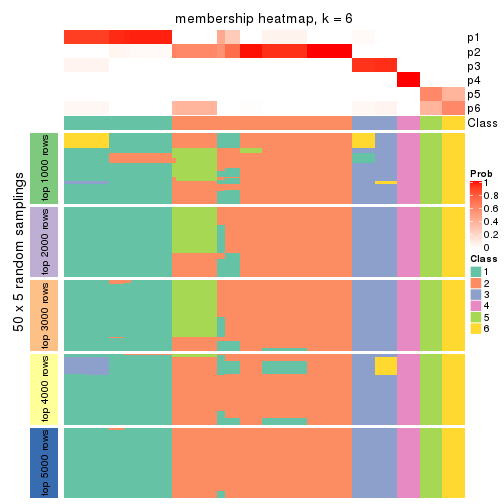 membership heatmap, k = 6
p1
p2
p3
p4
p5
p6
Class
50 x 5 random samplings
top 1000 rows
top 2000 rows
top 3000 rows
top 4000 rows
top 5000 rows
Prob
1
0.8
0.6
0.4
0.2
0
Class
1
2
3
4
5
6